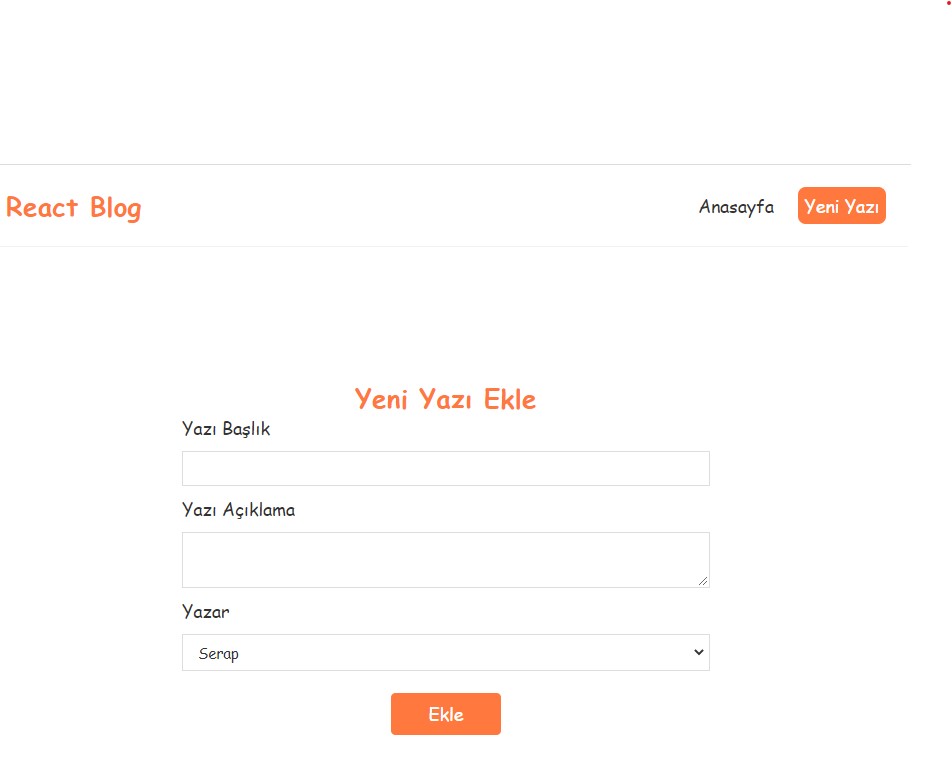 React Blog
Anasayfa
Yeni Yazı
Yeni Yazı Ekle
Yazı Başlık
Yazı Açıklama
Yazar
Serap
Ekle